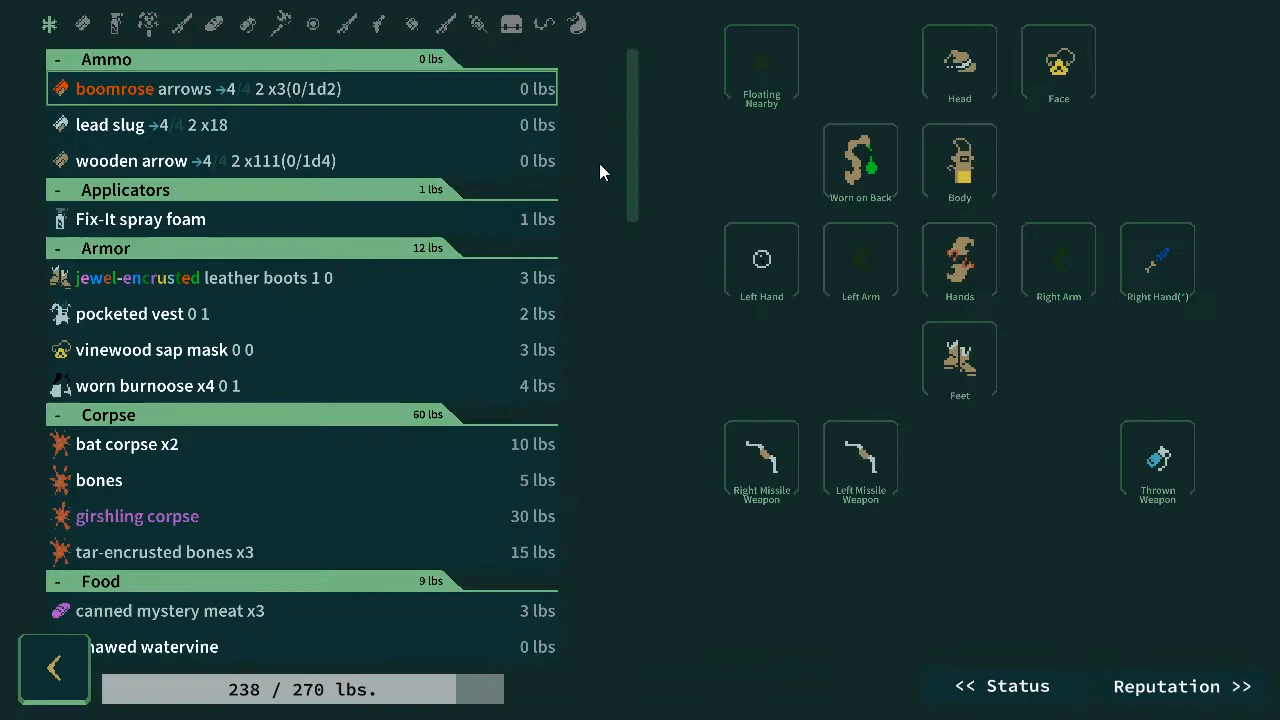 - Ammo 0 lbs
boomrose arrows →4/4 2 x3(0/1d2) 0 lbs
lead slug →4/4 2 x18 0 lbs
wooden arrow →4/4 2 x111(0/1d4) 0 lbs
- Applicators 1 lbs
Fix-It spray foam 1 lbs
- Armor 12 lbs
jewel-encrusted leather boots 1 0 3 lbs
pocketed vest 0 1 2 lbs
vinewood sap mask 0 0 3 lbs
worn burnoose x4 0 1 4 lbs
- Corpse 60 lbs
bat corpse x2 10 lbs
bones 5 lbs
girshling corpse 30 lbs
tar-encrusted bones x3 15 lbs
- Food 9 lbs
canned mystery meat x3 3 lbs
hawed watervine 0 lbs
238 / 270 lbs.
Floating
Nearby
Head
Face
Worn on Back
Body
Left Hand
Left Arm
Hands
Right Arm
Right Hand(*)
Feet
Right Missile
Weapon
Left Missile
Weapon
Thrown
Weapon
<< Status
Reputation >>